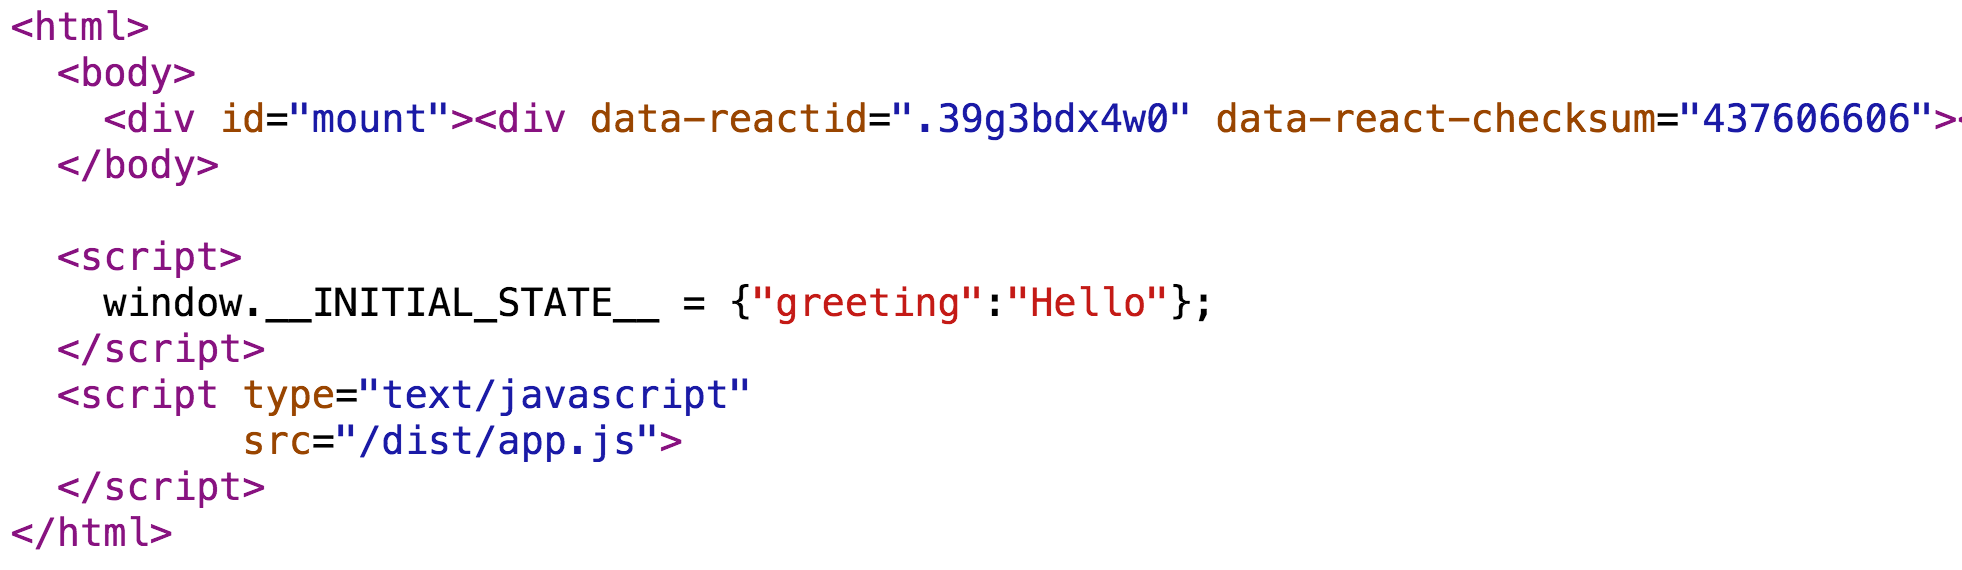 <html>
  <body>
    <div id="mount"><div data-reactid=".39g3bdx4w0" data-react-checksum="437606606">
  </body>

  <script>
    window.__INITIAL_STATE__ = {"greeting":"Hello"};
  </script>
  <script type="text/javascript"
          src="/dist/app.js">
  </script>
</html>